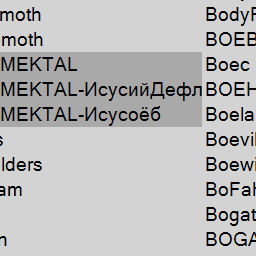 moth BodyF
moth BOEB
MEKTAL Boec
MEKTAL-ИсусийДефл BOEH
MEKTAL-Исусоёб Boela
s Boevi
lders Boewi
am BoFah
Bogat
n BOGA